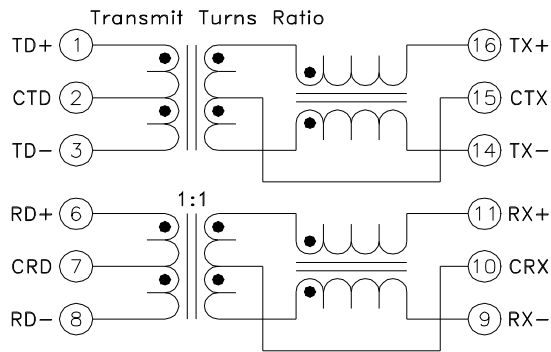 Transmit Turns Ratio
TD+ 1 16 TX+
CTD 2 15 CTX
TD- 3 14 TX-
1:1
RD+ 6 11 RX+
CRD 7 10 CRX
RD- 8 9 RX-